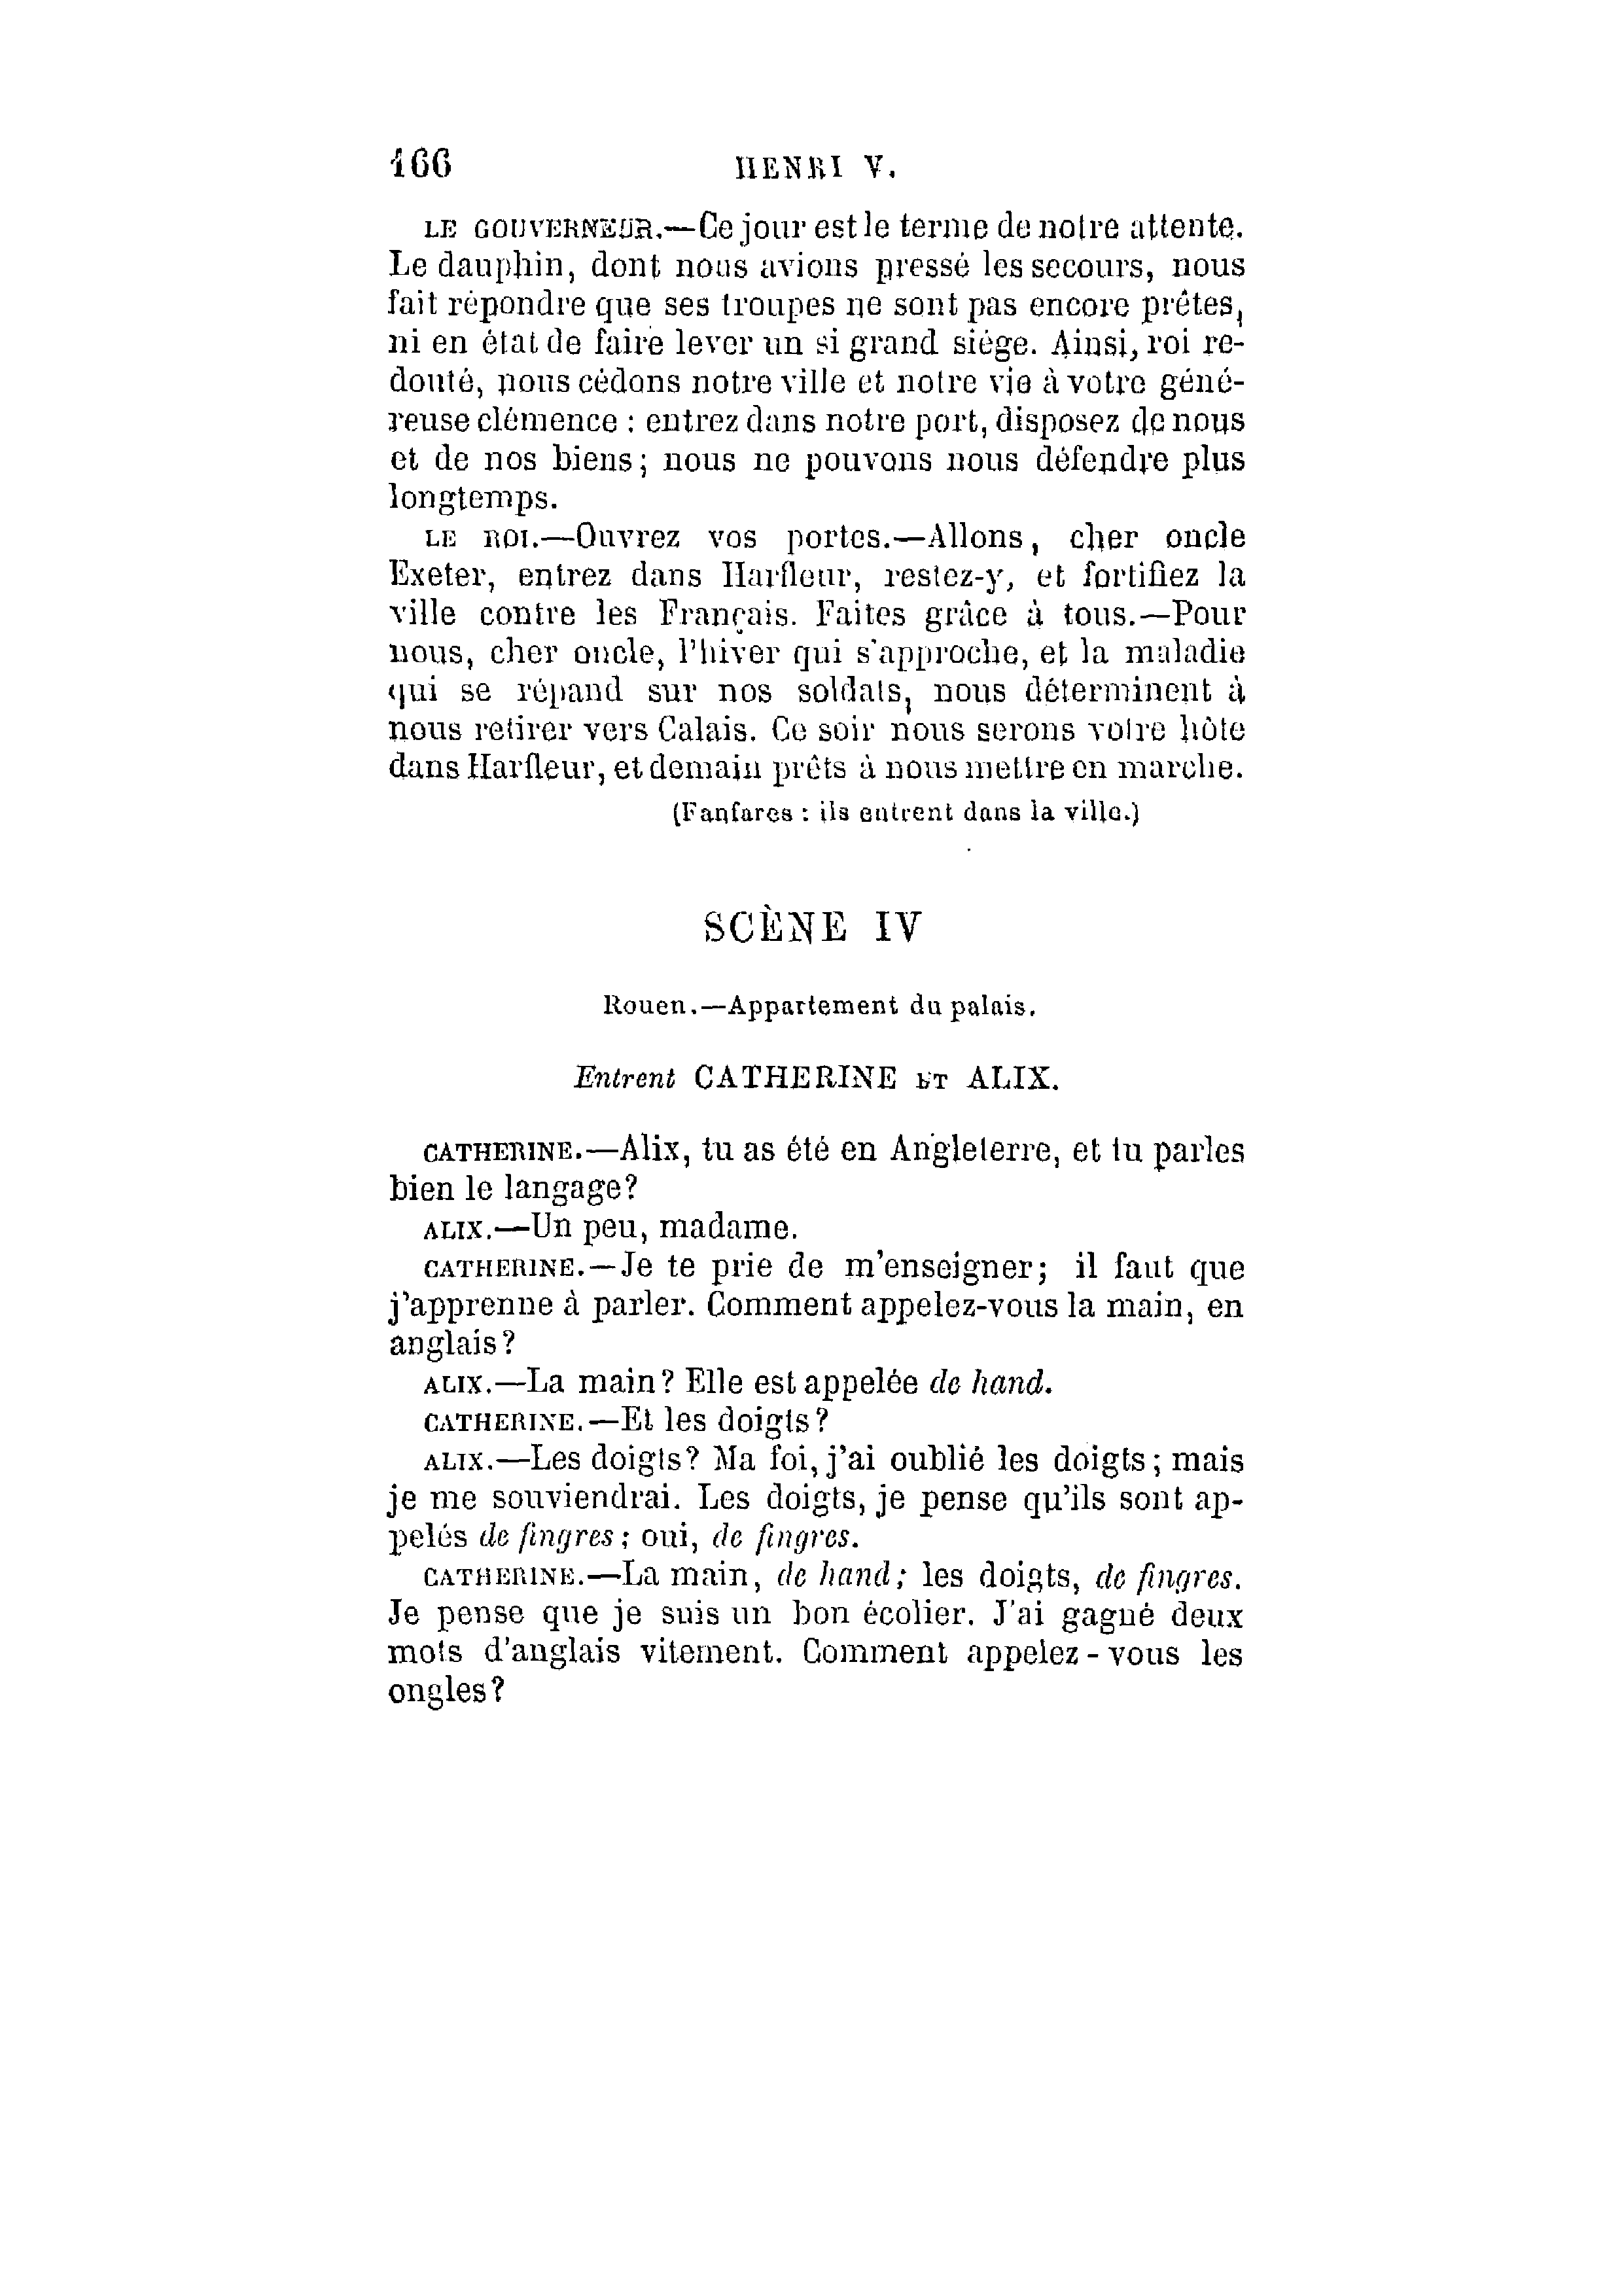 166 HENRI V.
LE GOUVERNEUR.—Ce jour est le terme de notre attente.
Le dauphin, dont nous avions pressé les secours, nous
fait répondre que ses troupes ne sont pas encore prêtes,
ni en état de faire lever un si grand siége. Ainsi, roi re-
douté, nous cédons notre ville et notre vie à votre géné-
reuse clémence : entrez dans notre port, disposez de nous
et de nos biens; nous ne pouvons nous défendre plus
longtemps.
LE ROI.—Ouvrez vos portes.—Allons, cher oncle
Exeter, entrez dans Harfleur, restez-y, et fortifiez la
ville contre les Français. Faites grâce à tous.—Pour
nous, cher oncle, l'hiver qui s'approche, et la maladie
qui se répand sur nos soldats, nous déterminent à
nous retirer vers Calais. Ce soir nous serons votre hôte
dans Harfleur, et demain prêts à nous mettre en marche.
(Fanfares : ils entrent dans la ville.)
SCÈNE IV
Rouen.—Appartement du palais.
Entrent CATHERINE ET ALIX.
CATHERINE.—Alix, tu as été en Angleterre, et tu parles
bien le langage?
ALIX.—Un peu, madame.
CATHERINE.—Je te prie de m'enseigner; il faut que
j'apprenne à parler. Comment appelez-vous la main, en
anglais?
ALIX.—La main? Elle est appelée de hand.
CATHERINE.—Et les doigts?
ALIX.—Les doigts? Ma foi, j'ai oublié les doigts; mais
je me souviendrai. Les doigts, je pense qu'ils sont ap-
pelés de fingres; oui, de fingres.
CATHERINE.—La main, de hand; les doigts, de fingres.
Je pense que je suis un bon écolier. J'ai gagné deux
mots d'anglais vitement. Comment appelez-vous les
ongles?